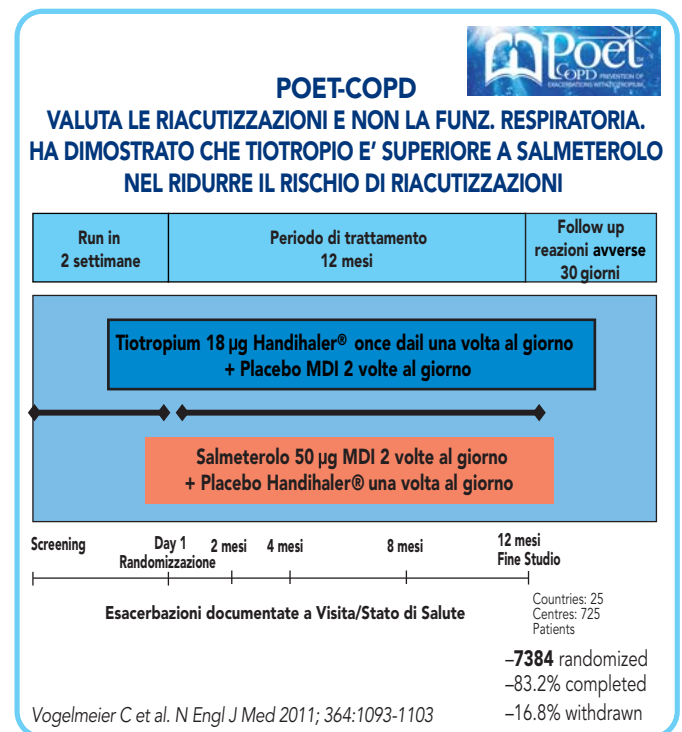 Poet
COPD PREVENTION OF
EXACERBATIONS WITH TIOTROPIUM
POET-COPD
VALUTA LE RIACUTIZZAZIONI E NON LA FUNZ. RESPIRATORIA.
HA DIMOSTRATO CHE TIOTROPIO E’ SUPERIORE A SALMETEROLO
NEL RIDURRE IL RISCHIO DI RIACUTIZZAZIONI
Run in
2 settimane
Periodo di trattamento
12 mesi
Follow up
reazioni avverse
30 giorni
Tiotropium 18 µg Handihaler® once dail una volta al giorno
+ Placebo MDI 2 volte al giorno
Salmeterolo 50 µg MDI 2 volte al giorno
+ Placebo Handihaler® una volta al giorno
Screening
Day 1
Randomizzazione
2 mesi
4 mesi
8 mesi
12 mesi
Fine Studio
Esacerbazioni documentate a Visita/Stato di Salute
Countries: 25
Centres: 725
Patients
–7384 randomized
–83.2% completed
–16.8% withdrawn
Vogelmeier C et al. N Engl J Med 2011; 364:1093-1103